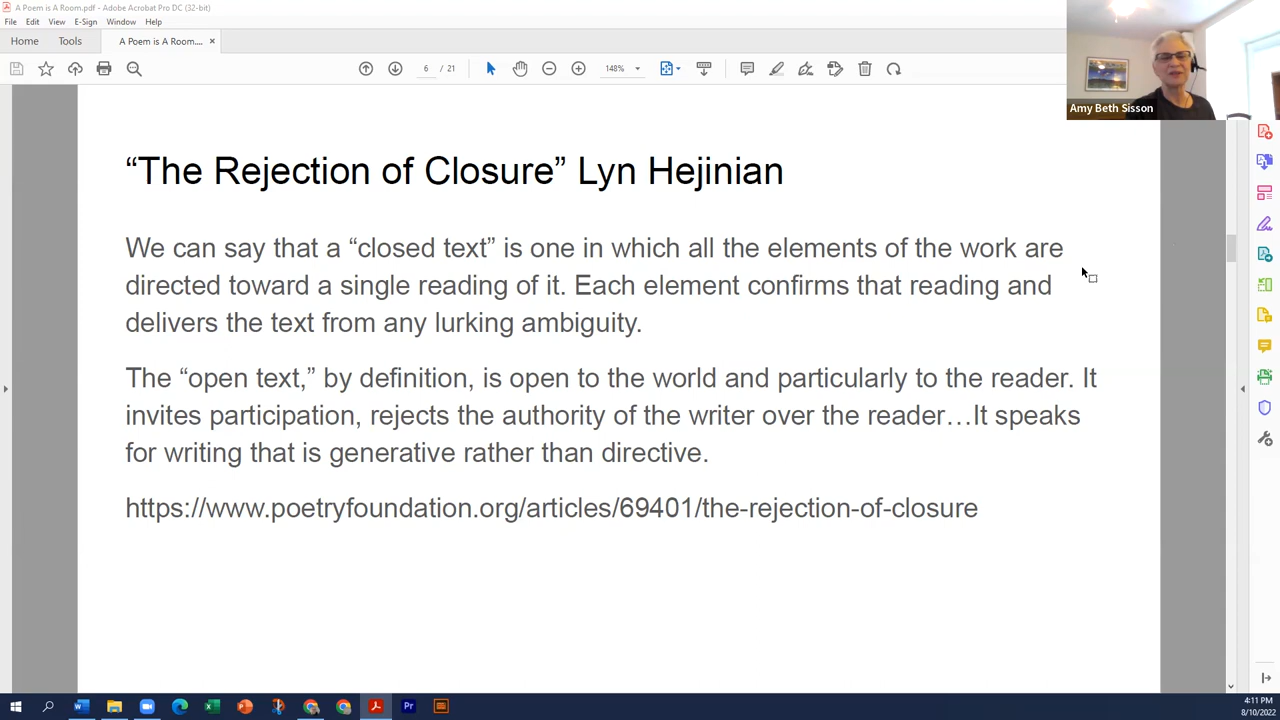 A Poem is A Room.pdf - Adobe Acrobat Pro DC (32-bit)
File Edit View E-Sign Window Help
Home Tools A Poem is A Room.... ×
6 / 21 148%
Amy Beth Sisson
“The Rejection of Closure” Lyn Hejinian
We can say that a “closed text” is one in which all the elements of the work are
directed toward a single reading of it. Each element confirms that reading and
delivers the text from any lurking ambiguity.
The “open text,” by definition, is open to the world and particularly to the reader. It
invites participation, rejects the authority of the writer over the reader…It speaks
for writing that is generative rather than directive.
https://www.poetryfoundation.org/articles/69401/the-rejection-of-closure
4:11 PM
8/10/2022